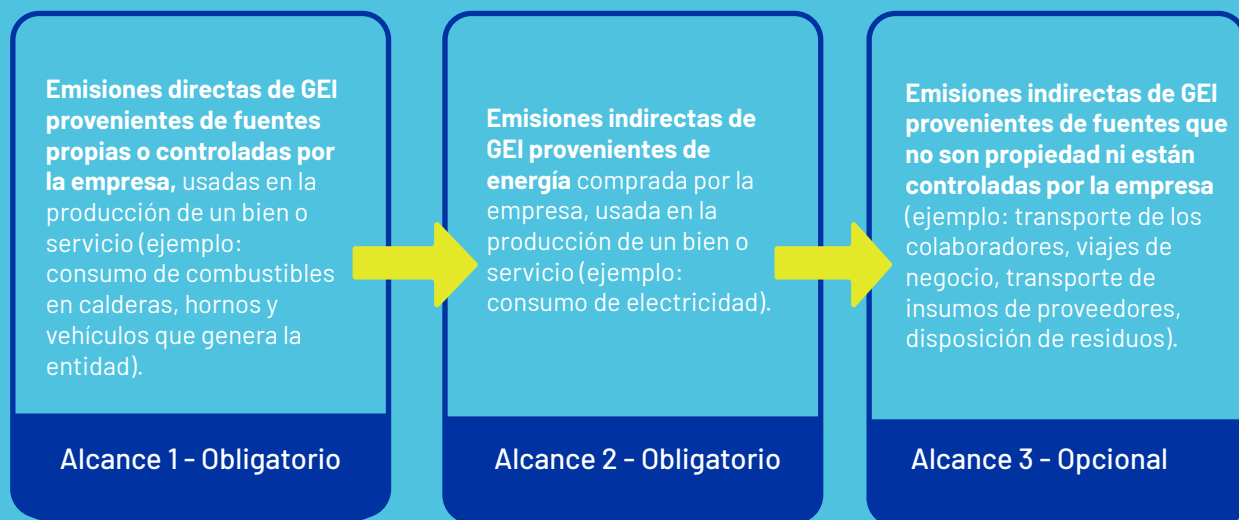 Emisiones directas de GEI
provenientes de fuentes
propias o controladas por
la empresa, usadas en la
producción de un bien o
servicio (ejemplo:
consumo de combustibles
en calderas, hornos y
vehículos que genera la
entidad).
Alcance 1 - Obligatorio
Emisiones indirectas de
GEI provenientes de
energía comprada por la
empresa, usada en la
producción de un bien o
servicio (ejemplo:
consumo de electricidad).
Alcance 2 - Obligatorio
Emisiones indirectas de GEI
provenientes de fuentes que
no son propiedad ni están
controladas por la empresa
(ejemplo: transporte de los
colaboradores, viajes de
negocio, transporte de
insumos de proveedores,
disposición de residuos).
Alcance 3 - Opcional